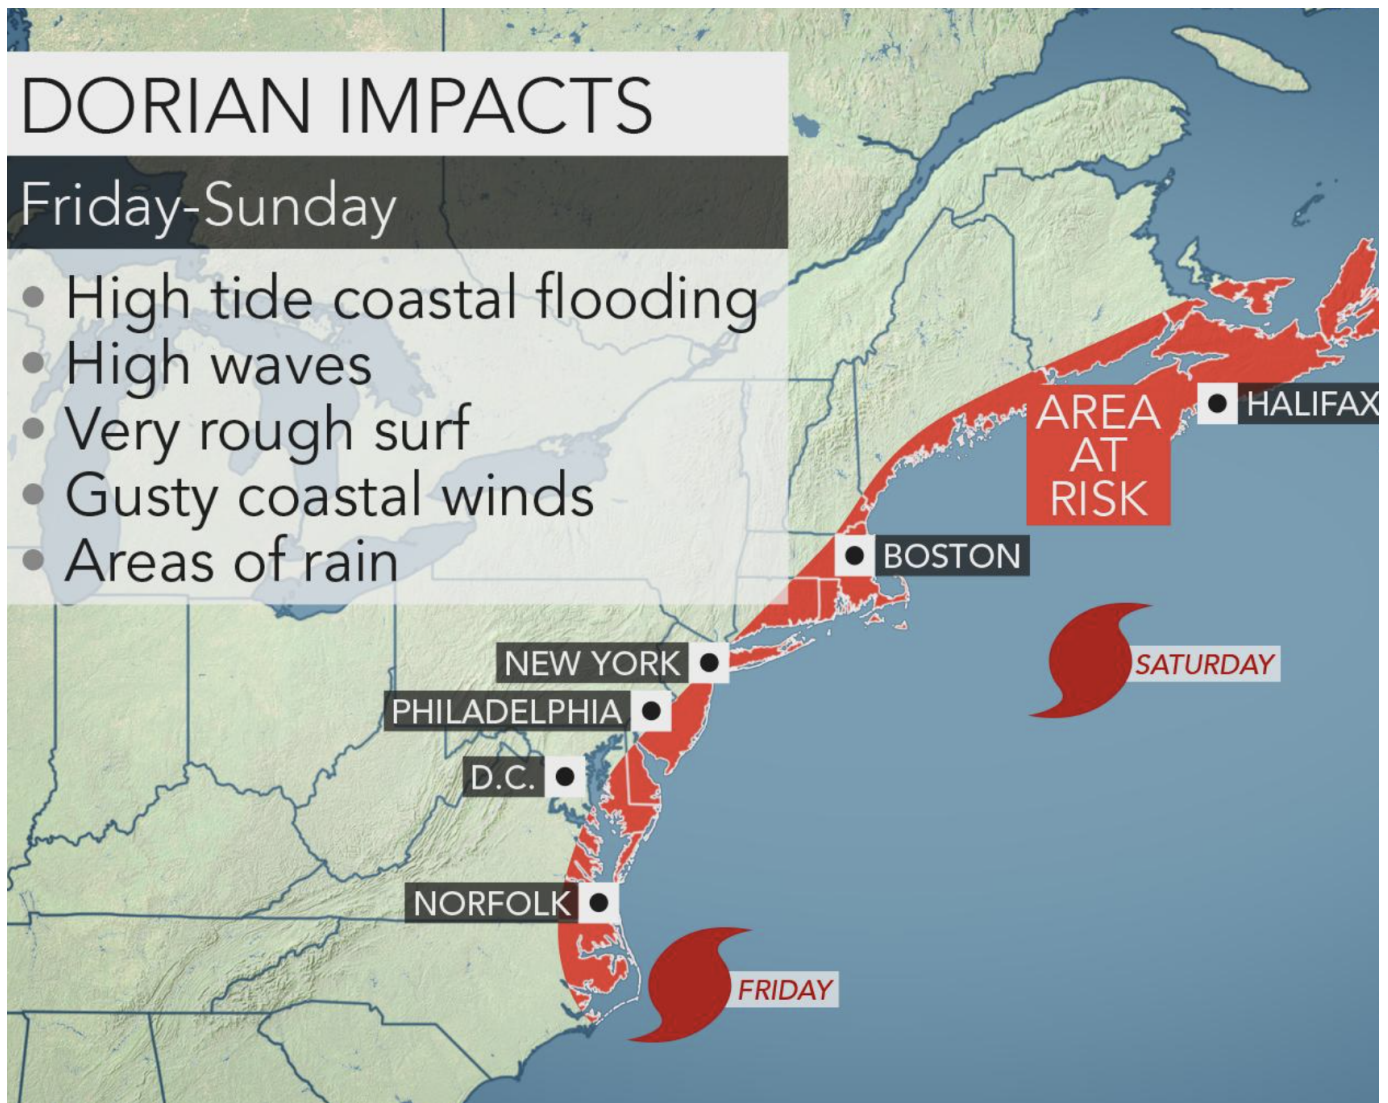 DORIAN IMPACTS
Friday-Sunday
• High tide coastal flooding
• High waves
• Very rough surf
• Gusty coastal winds
• Areas of rain
AREA
AT
RISK
HALIFAX
BOSTON
NEW YORK
SATURDAY
PHILADELPHIA
D.C.
NORFOLK
FRIDAY